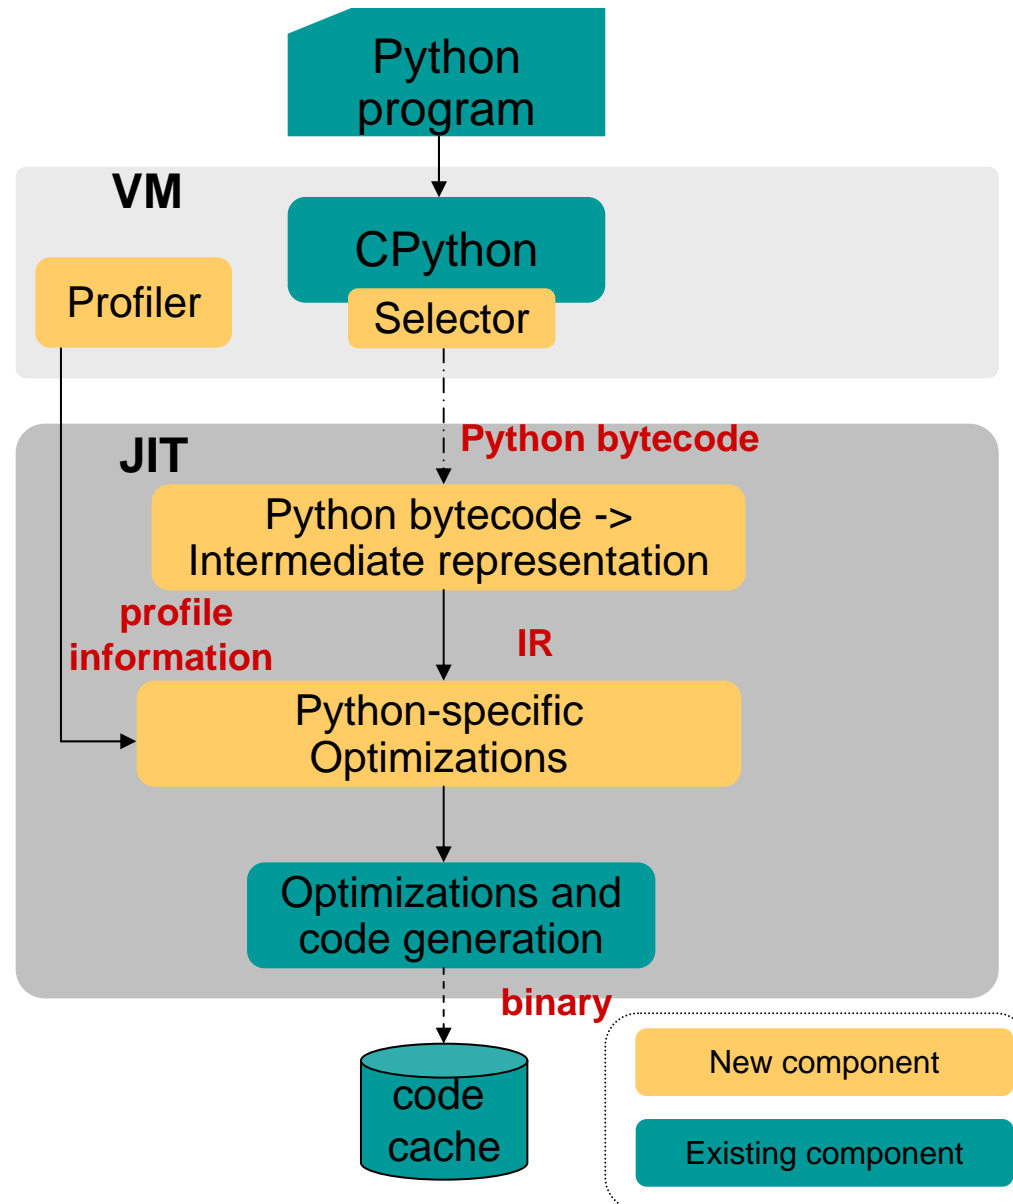 Python
program
VM
CPython
Profiler
Selector
Python bytecode
JIT
Python bytecode ->
Intermediate representation
profile
information
IR
Python-specific
Optimizations
Optimizations and
code generation
binary
code
cache
New component
Existing component